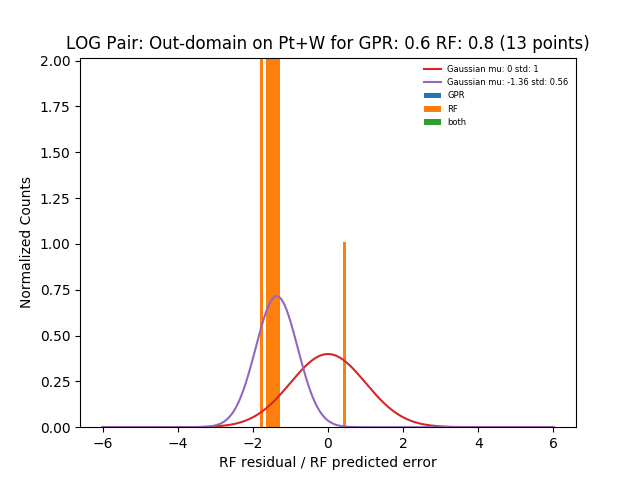 LOG Pair: Out-domain on Pt+W for GPR: 0.6 RF: 0.8 (13 points)
Gaussian mu: 0 std: 1
Gaussian mu: -1.36 std: 0.56
GPR
RF
both
Normalized Counts
2.00
1.75
1.50
1.25
1.00
0.75
0.50
0.25
0.00
−6
−4
−2
0
2
4
6
RF residual / RF predicted error